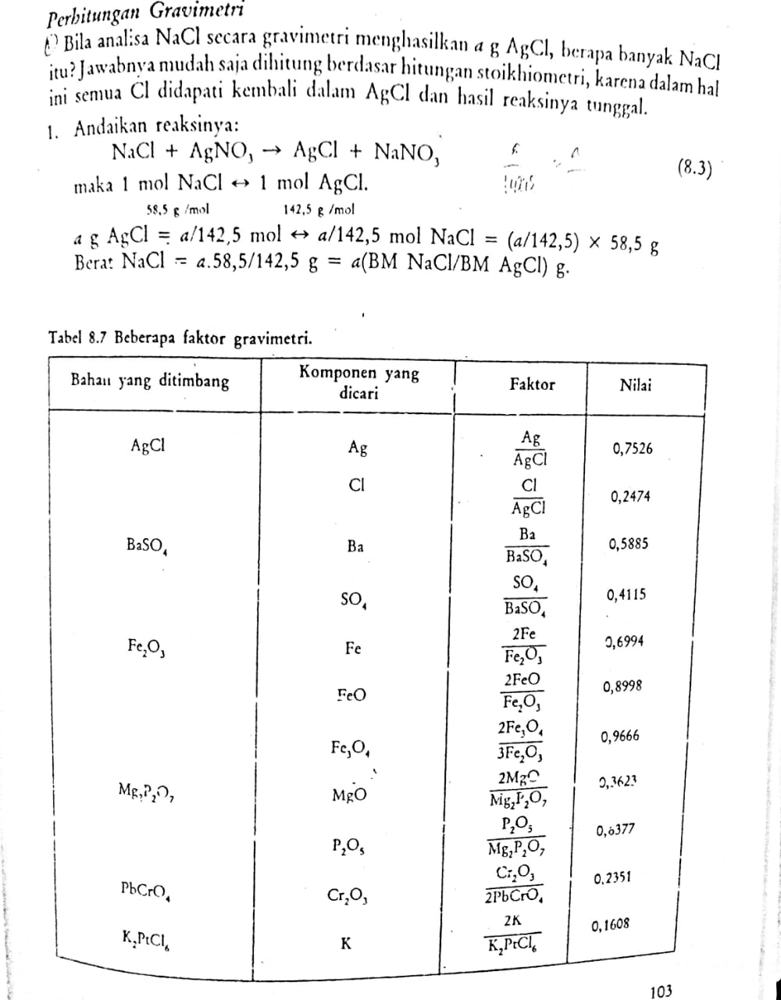 Perhitungan Gravimetri
Bila analisa NaCl secara gravimetri menghasilkan a g AgCl, berapa banyak NaCl
itu? Jawabnya mudah saja dihitung berdasar hitungan stoikhiometri, karena dalam hal
ini semua Cl didapati kembali dalam AgCl dan hasil reaksinya tunggal.
1. Andaikan reaksinya:
NaCl + AgNO₃ → AgCl + NaNO₃
(8.3)
maka 1 mol NaCl ↔ 1 mol AgCl.
58,5 g /mol 142,5 g /mol
a g AgCl = a/142,5 mol ↔ a/142,5 mol NaCl = (a/142,5) × 58,5 g
Berat NaCl = a.58,5/142,5 g = a(BM NaCl/BM AgCl) g.
Tabel 8.7 Beberapa faktor gravimetri.
Bahan yang ditimbang Komponen yang dicari Faktor Nilai
AgCl Ag Ag/AgCl 0,7526
Cl Cl/AgCl 0,2474
BaSO₄ Ba Ba/BaSO₄ 0,5885
SO₄ SO₄/BaSO₄ 0,4115
Fe₂O₃ Fe 2Fe/Fe₂O₃ 0,6994
FeO 2FeO/Fe₂O₃ 0,8998
Fe₃O₄ 2Fe₃O₄/3Fe₂O₃ 0,9666
Mg₂P₂O₇ MgO 2MgO/Mg₂P₂O₇ 0,3623
P₂O₅ P₂O₅/Mg₂P₂O₇ 0,6377
PbCrO₄ Cr₂O₃ Cr₂O₃/2PbCrO₄ 0,2351
K₂PtCl₆ K 2K/K₂PtCl₆ 0,1608
103